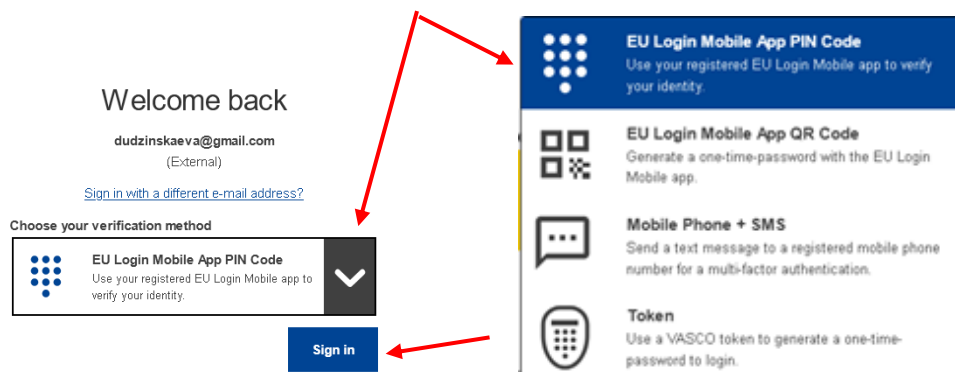 Welcome back
dudzinskaeva@gmail.com
(External)
Sign in with a different e-mail address?
Choose your verification method
EU Login Mobile App PIN Code
Use your registered EU Login Mobile app to
verify your identity.
Sign in
EU Login Mobile App PIN Code
Use your registered EU Login Mobile app to verify
your identity.
EU Login Mobile App QR Code
Generate a one-time-password with the EU Login
Mobile app.
Mobile Phone + SMS
Send a text message to a registered mobile phone
number for a multi-factor authentication.
Token
Use a VASCO token to generate a one-time-
password to login.